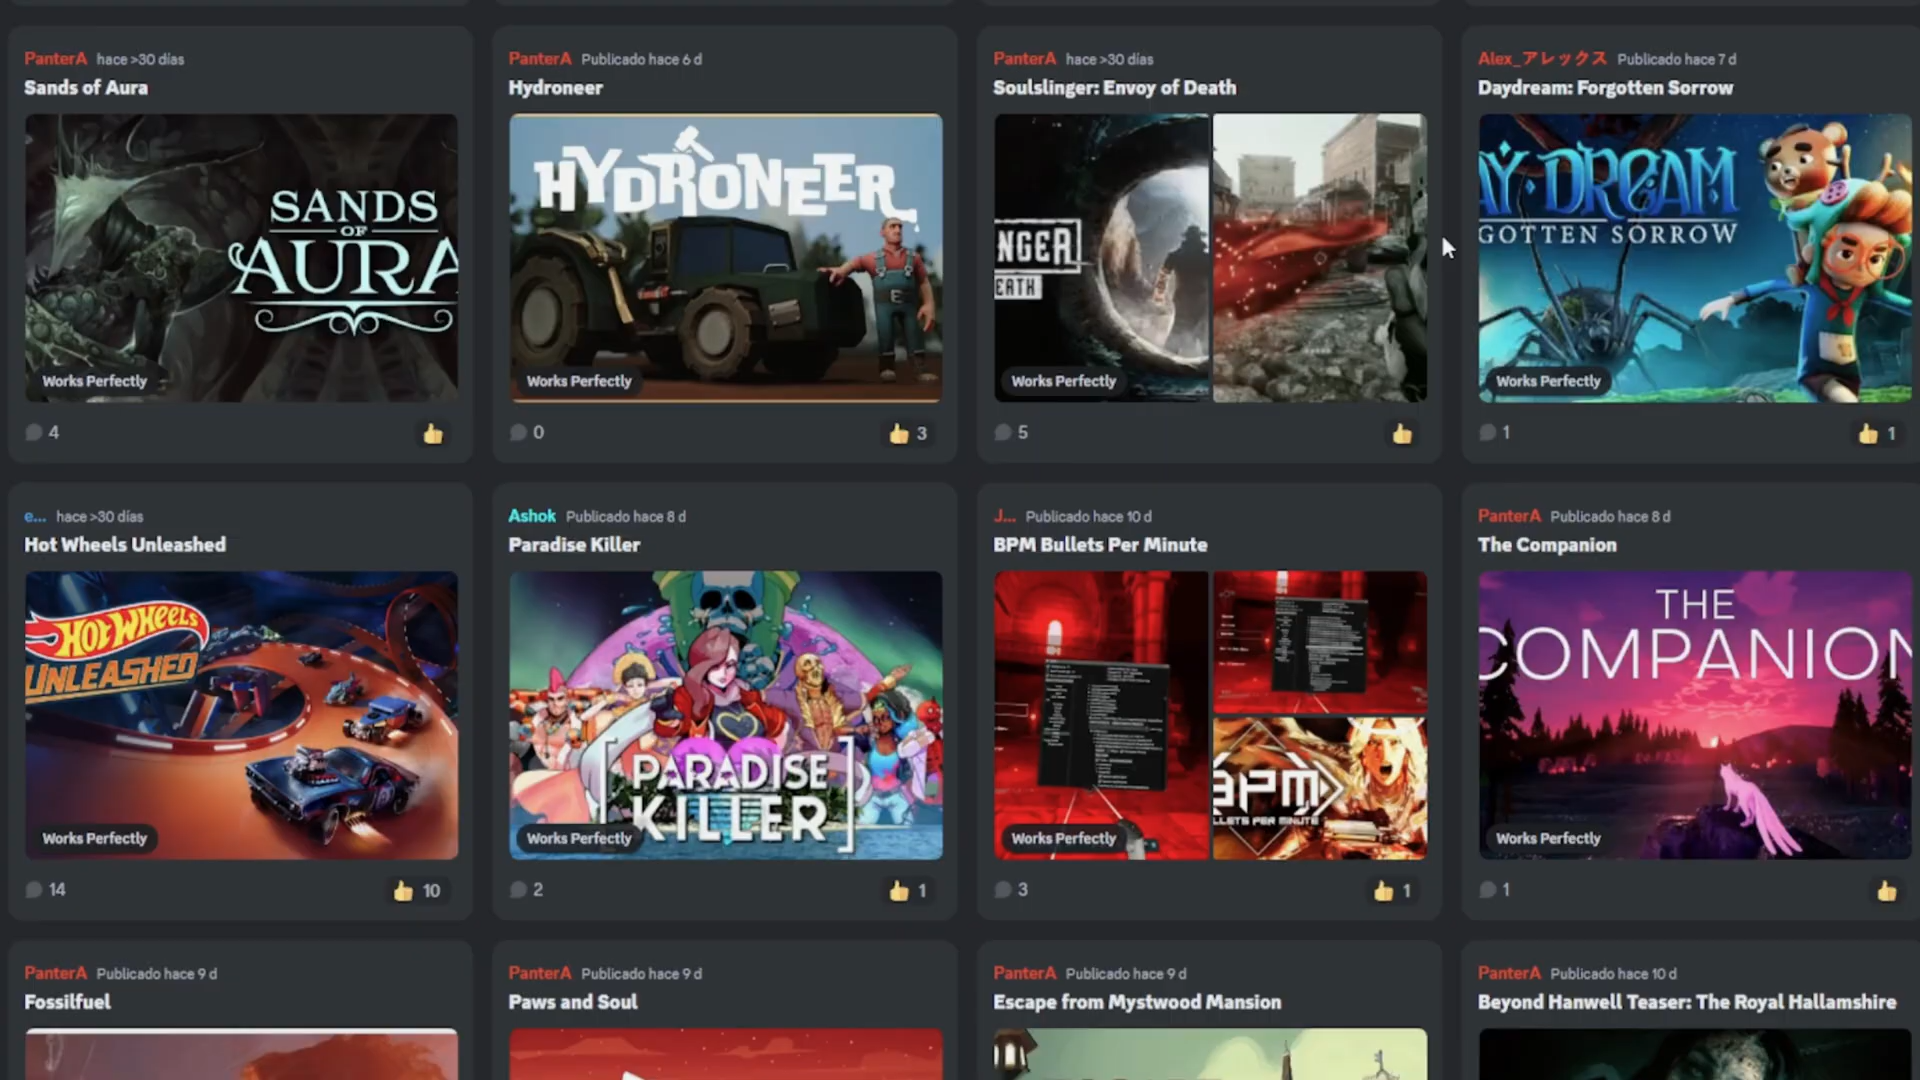 PanterA hace >30 días
Sands of Aura
SANDS
OF
AURA
Works Perfectly
4
PanterA Publicado hace 6 d
Hydroneer
HYDRONEER
Works Perfectly
0
3
PanterA hace >30 días
Soulslinger: Envoy of Death
NGER
EATH
Works Perfectly
5
Alex_アレックス Publicado hace 7 d
Daydream: Forgotten Sorrow
AY·DREAM
GOTTEN SORROW
Works Perfectly
1
1
e... hace >30 días
Hot Wheels Unleashed
HOT WHEELS
UNLEASHED
Works Perfectly
14
10
Ashok Publicado hace 8 d
Paradise Killer
PARADISE
KILLER
Works Perfectly
2
1
J... Publicado hace 10 d
BPM Bullets Per Minute
BPM
LLETS PER MINUTE
Works Perfectly
3
1
PanterA Publicado hace 8 d
The Companion
THE
COMPANION
Works Perfectly
1
PanterA Publicado hace 9 d
Fossilfuel
PanterA Publicado hace 9 d
Paws and Soul
PanterA Publicado hace 9 d
Escape from Mystwood Mansion
PanterA Publicado hace 10 d
Beyond Hanwell Teaser: The Royal Hallamshire